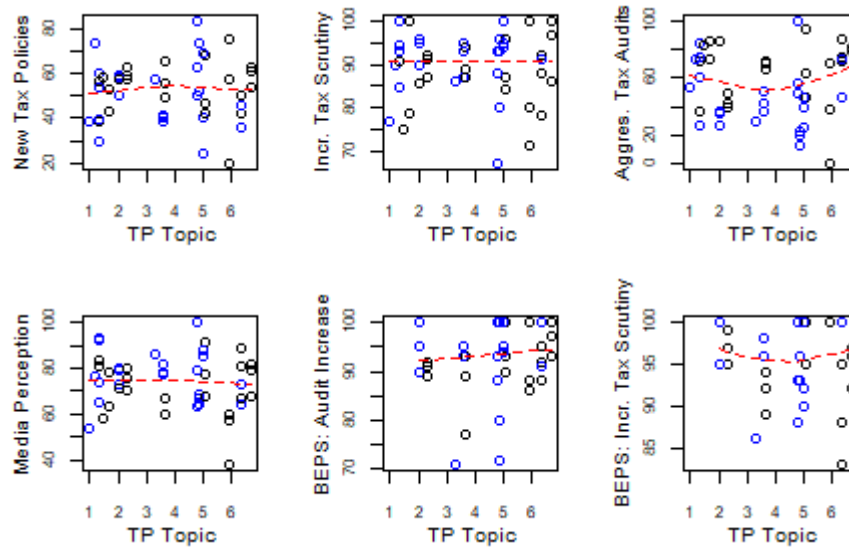 New Tax Policies
20 40 60 80
1 2 3 4 5 6
TP Topic
Incr. Tax Scrutiny
70 80 90 100
1 2 3 4 5 6
TP Topic
Aggres. Tax Audits
0 20 60 100
1 2 3 4 5 6
TP Topic
Media Perception
40 60 80 100
1 2 3 4 5 6
TP Topic
BEPS: Audit Increase
70 80 90 100
1 2 3 4 5 6
TP Topic
BEPS: Incr. Tax Scrutiny
85 90 95 100
1 2 3 4 5 6
TP Topic